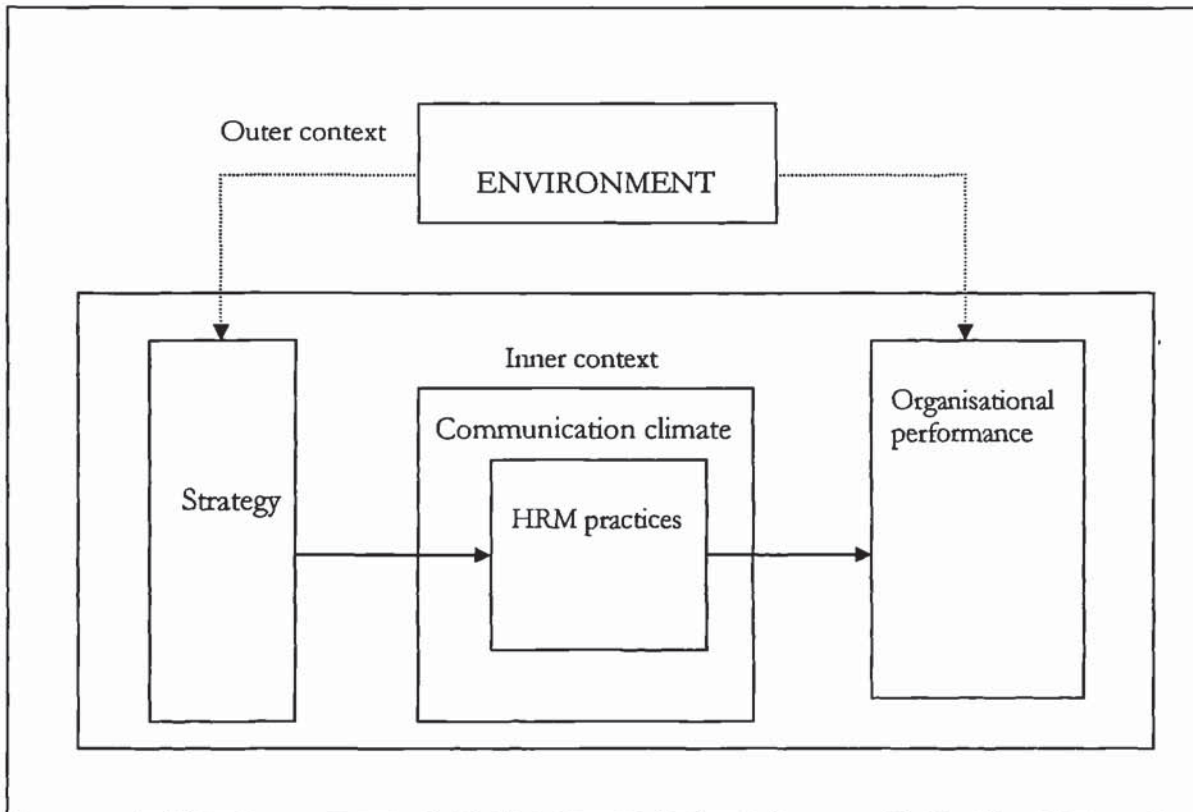 Outer context
ENVIRONMENT
Inner context
Communication climate
Strategy
HRM practices
Organisational
performance